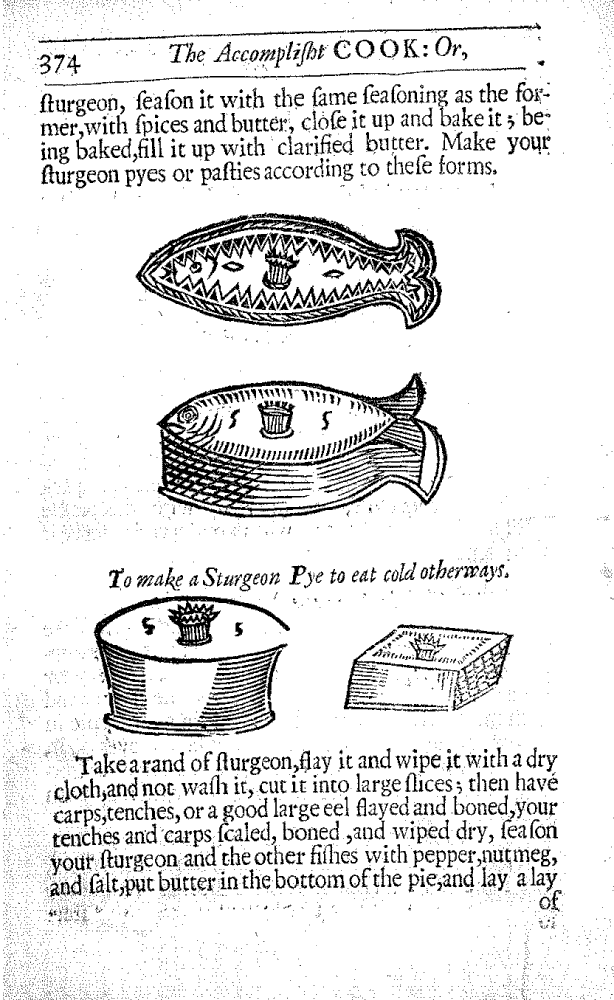 374 The Accompliſht COOK: Or,
ſturgeon, ſeaſon it with the ſame ſeaſoning as the for-
mer,with ſpices and butter, cloſe it up and bake it; be-
ing baked,fill it up with clarified butter. Make your
ſturgeon pyes or paſties according to theſe forms.
To make a Sturgeon Pye to eat cold otherways.
Take a rand of ſturgeon,flay it and wipe it with a dry
cloth,and not waſh it, cut it into large ſlices; then have
carps,tenches, or a good large eel flayed and boned,your
tenches and carps ſcaled, boned ,and wiped dry, ſeaſon
your ſturgeon and the other fiſhes with pepper,nutmeg,
and ſalt,put butter in the bottom of the pie,and lay a lay
of